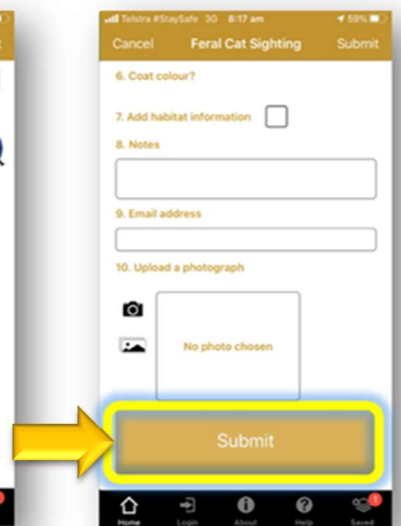 Telstra #StaySafe 3G 8:17 am 59%
Cancel Feral Cat Sighting Submit
6. Coat colour?
7. Add habitat information
8. Notes
9. Email address
10. Upload a photograph
No photo chosen
Submit
Home Login About Help Saved